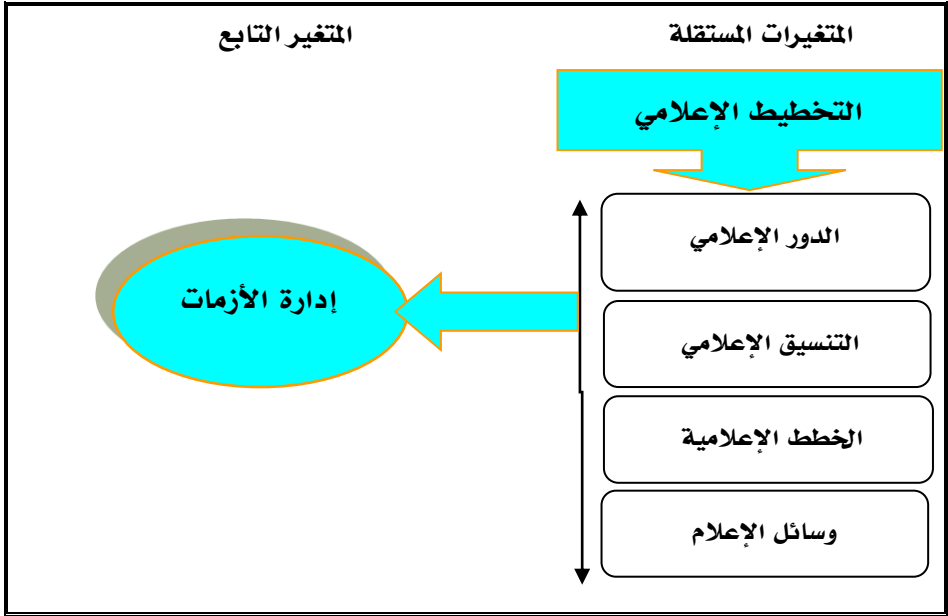 المتغيرات المستقلة
المتغير التابع
التخطيط الإعلامي
الدور الإعلامي
التنسيق الإعلامي
الخطط الإعلامية
وسائل الإعلام
إدارة الأزمات